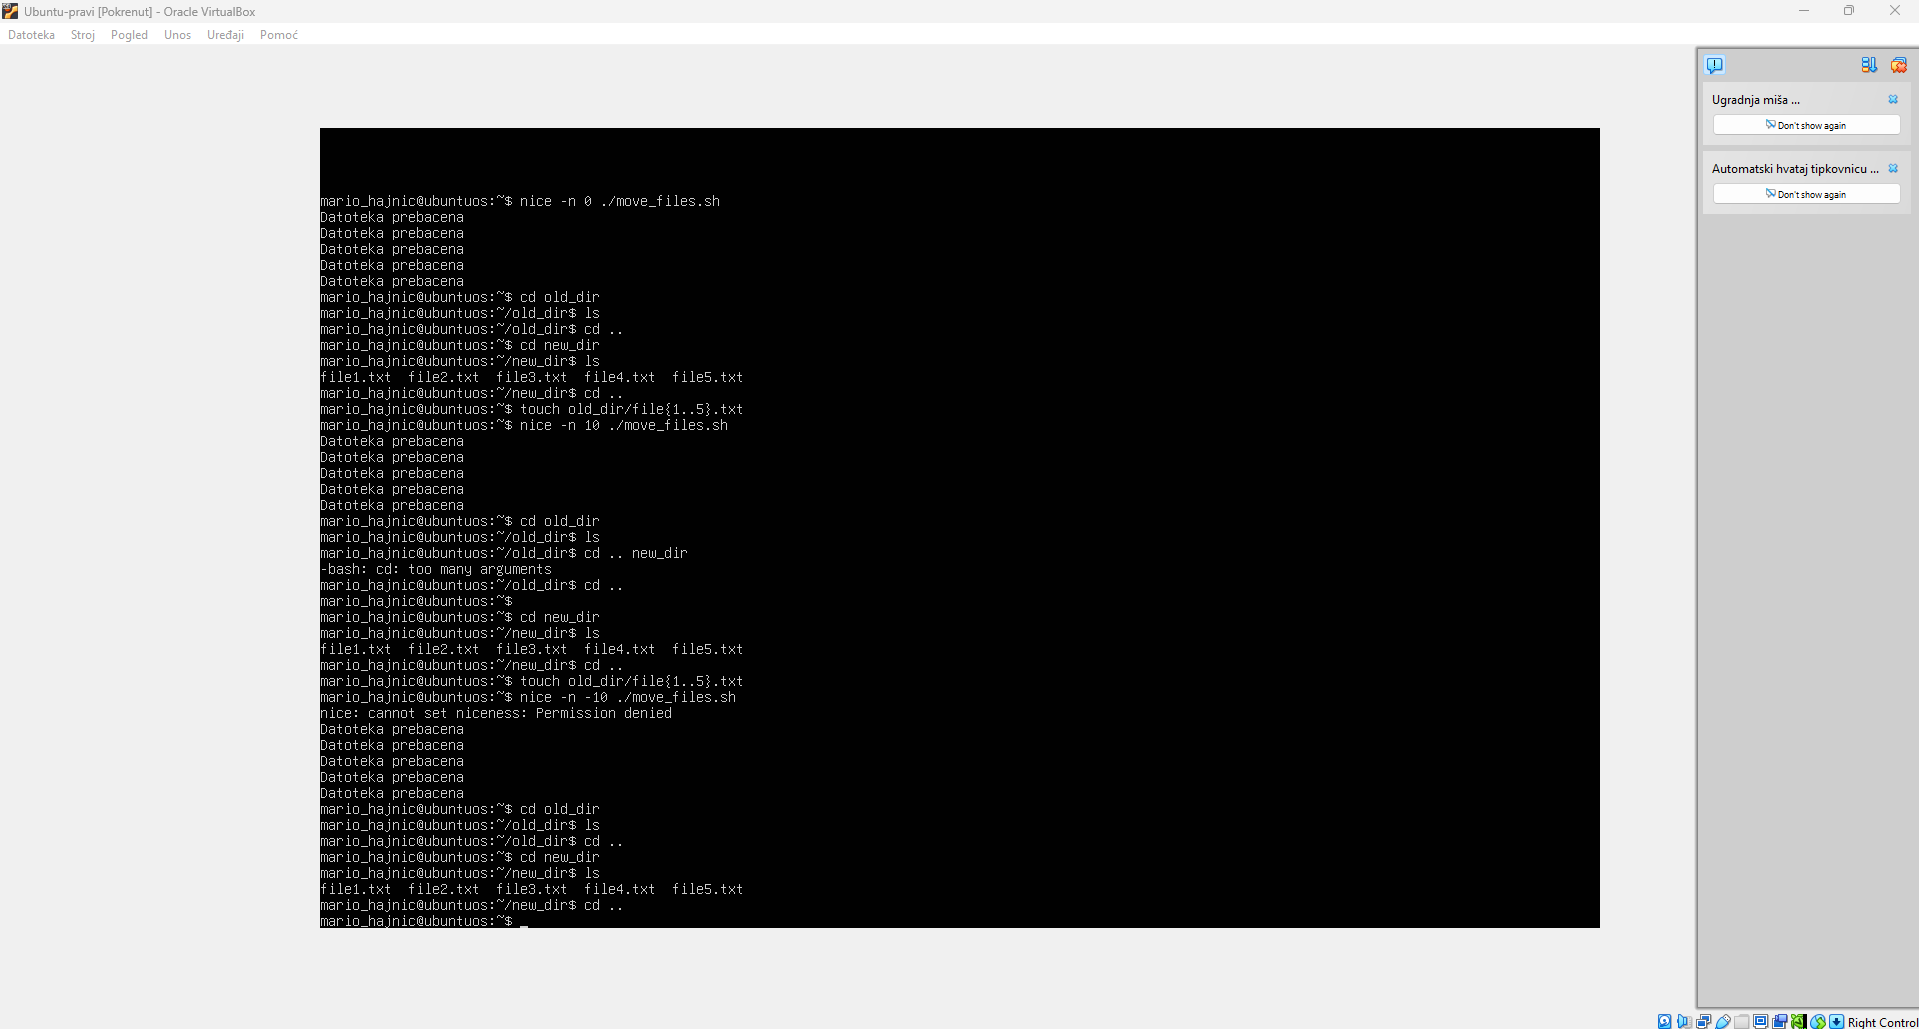 Ubuntu-pravi [Pokrenut] - Oracle VirtualBox
Datoteka Stroj Pogled Unos Uređaji Pomoć
mario_hajnic@ubuntuos:~$ nice -n 0 ./move_files.sh
Datoteka prebacena
Datoteka prebacena
Datoteka prebacena
Datoteka prebacena
Datoteka prebacena
mario_hajnic@ubuntuos:~$ cd old_dir
mario_hajnic@ubuntuos:~/old_dir$ ls
mario_hajnic@ubuntuos:~/old_dir$ cd ..
mario_hajnic@ubuntuos:~$ cd new_dir
mario_hajnic@ubuntuos:~/new_dir$ ls
file1.txt  file2.txt  file3.txt  file4.txt  file5.txt
mario_hajnic@ubuntuos:~/new_dir$ cd ..
mario_hajnic@ubuntuos:~$ touch old_dir/file{1..5}.txt
mario_hajnic@ubuntuos:~$ nice -n 10 ./move_files.sh
Datoteka prebacena
Datoteka prebacena
Datoteka prebacena
Datoteka prebacena
Datoteka prebacena
mario_hajnic@ubuntuos:~$ cd old_dir
mario_hajnic@ubuntuos:~/old_dir$ ls
mario_hajnic@ubuntuos:~/old_dir$ cd .. new_dir
-bash: cd: too many arguments
mario_hajnic@ubuntuos:~/old_dir$ cd ..
mario_hajnic@ubuntuos:~$
mario_hajnic@ubuntuos:~$ cd new_dir
mario_hajnic@ubuntuos:~/new_dir$ ls
file1.txt  file2.txt  file3.txt  file4.txt  file5.txt
mario_hajnic@ubuntuos:~/new_dir$ cd ..
mario_hajnic@ubuntuos:~$ touch old_dir/file{1..5}.txt
mario_hajnic@ubuntuos:~$ nice -n -10 ./move_files.sh
nice: cannot set niceness: Permission denied
Datoteka prebacena
Datoteka prebacena
Datoteka prebacena
Datoteka prebacena
Datoteka prebacena
mario_hajnic@ubuntuos:~$ cd old_dir
mario_hajnic@ubuntuos:~/old_dir$ ls
mario_hajnic@ubuntuos:~/old_dir$ cd ..
mario_hajnic@ubuntuos:~$ cd new_dir
mario_hajnic@ubuntuos:~/new_dir$ ls
file1.txt  file2.txt  file3.txt  file4.txt  file5.txt
mario_hajnic@ubuntuos:~/new_dir$ cd ..
mario_hajnic@ubuntuos:~$ _
Ugradnja miša ...
Don't show again
Automatski hvataj tipkovnicu ...
Don't show again
Right Control